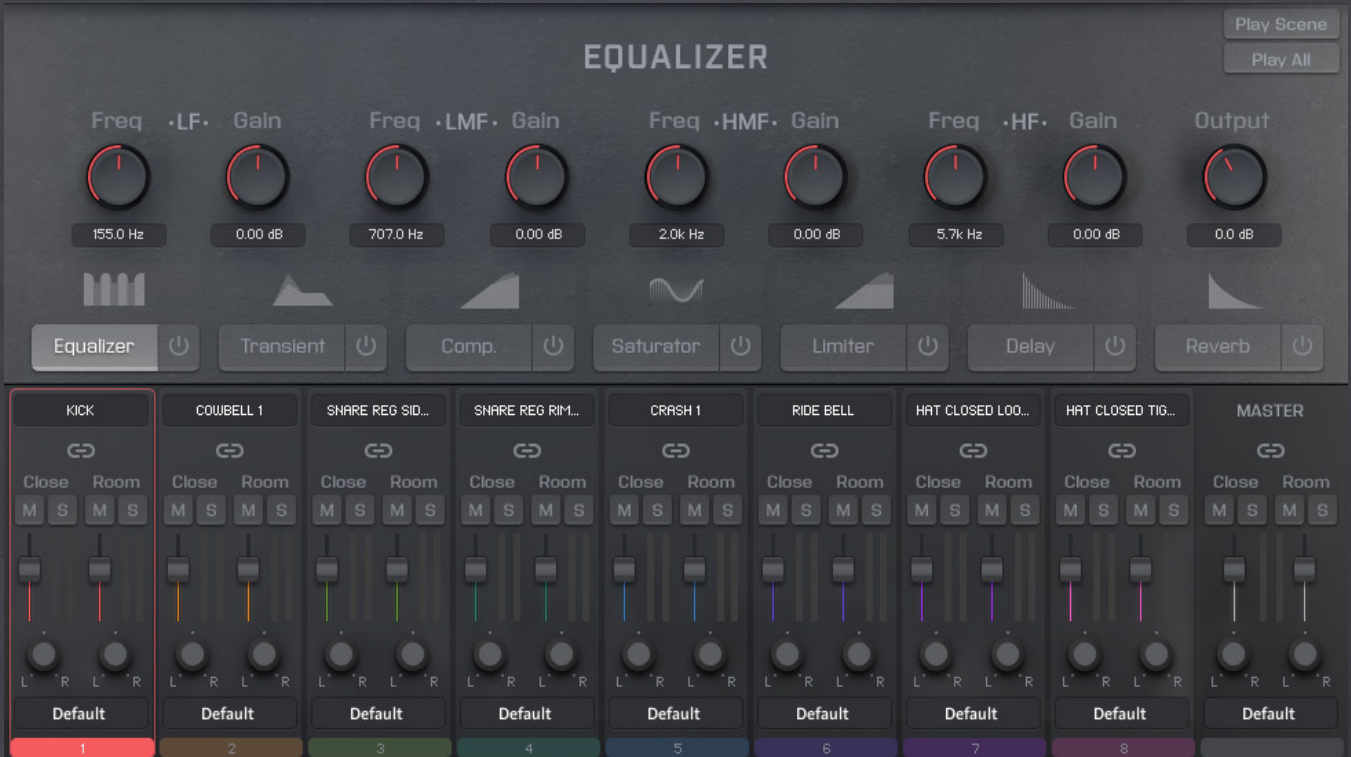 Play Scene
EQUALIZER
Play All
Freq ·LF· Gain Freq ·LMF· Gain Freq ·HMF· Gain Freq ·HF· Gain Output
155.0 Hz 0.00 dB 707.0 Hz 0.00 dB 2.0k Hz 0.00 dB 5.7k Hz 0.00 dB 0.0 dB
Equalizer Transient Comp. Saturator Limiter Delay Reverb
KICK COWBELL 1 SNARE REG SID... SNARE REG RIM... CRASH 1 RIDE BELL HAT CLOSED LOO... HAT CLOSED TIG... MASTER
Close Room Close Room Close Room Close Room Close Room Close Room Close Room Close Room Close Room
M S M S M S M S M S M S M S M S M S M S M S M S M S M S M S M S M S M S
L R L R L R L R L R L R L R L R L R L R L R L R L R L R L R L R L R L R
Default Default Default Default Default Default Default Default Default
1 2 3 4 5 6 7 8